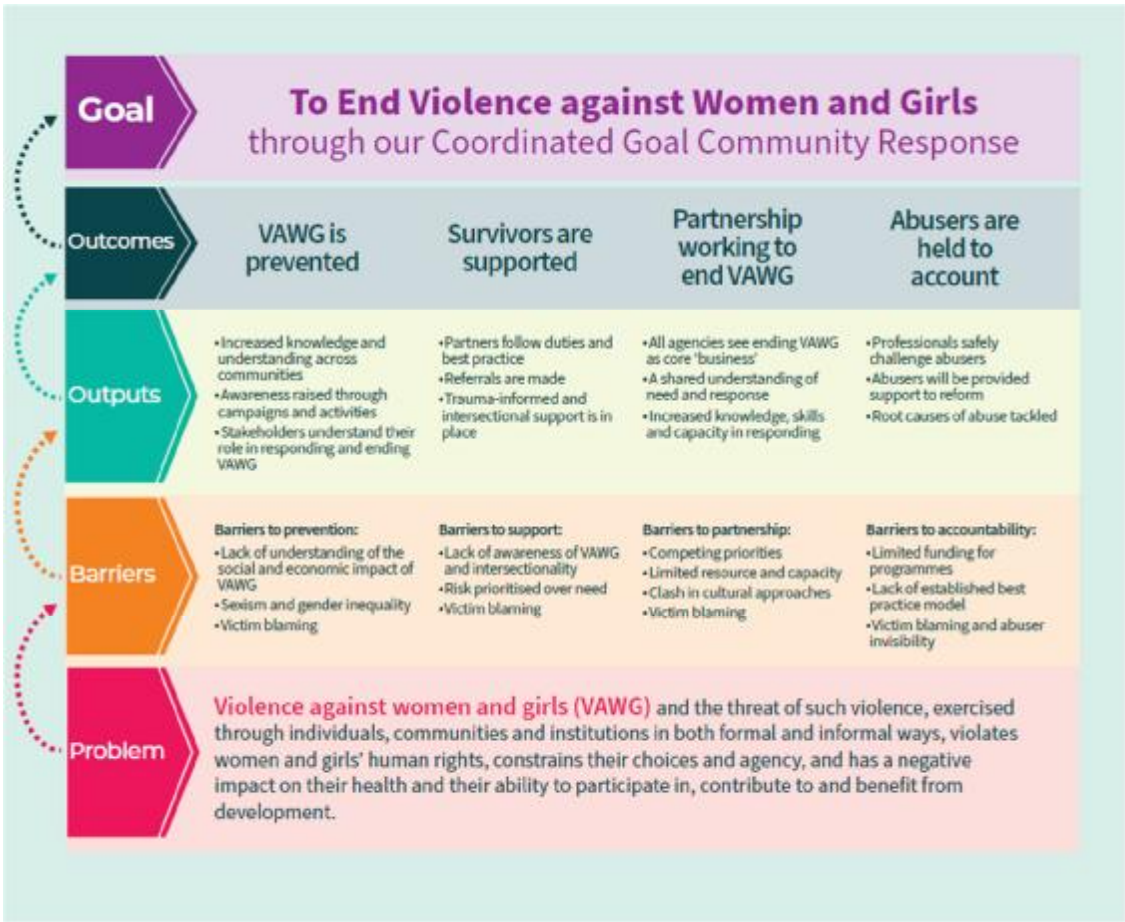 Goal
To End Violence against Women and Girls
through our Coordinated Goal Community Response
Outcomes
VAWG is
prevented
Survivors are
supported
Partnership
working to
end VAWG
Abusers are
held to
account
Outputs
•Increased knowledge and
understanding across
communities
•Awareness raised through
campaigns and activities
•Stakeholders understand their
role in responding and ending
VAWG
•Partners follow duties and
best practice
•Referrals are made
•Trauma-informed and
intersectional support is in
place
•All agencies see ending VAWG
as core 'business'
•A shared understanding of
need and response
•Increased knowledge, skills
and capacity in responding
•Professionals safely
challenge abusers
•Abusers will be provided
support to reform
•Root causes of abuse tackled
Barriers
Barriers to prevention:
•Lack of understanding of the
social and economic impact of
VAWG
•Sexism and gender inequality
•Victim blaming
Barriers to support:
•Lack of awareness of VAWG
and intersectionality
•Risk prioritised over need
•Victim blaming
Barriers to partnership:
•Competing priorities
•Limited resource and capacity
•Clash in cultural approaches
•Victim blaming
Barriers to accountability:
•Limited funding for
programmes
•Lack of established best
practice model
•Victim blaming and abuser
invisibility
Problem
Violence against women and girls (VAWG) and the threat of such violence, exercised
through individuals, communities and institutions in both formal and informal ways, violates
women and girls' human rights, constrains their choices and agency, and has a negative
impact on their health and their ability to participate in, contribute to and benefit from
development.